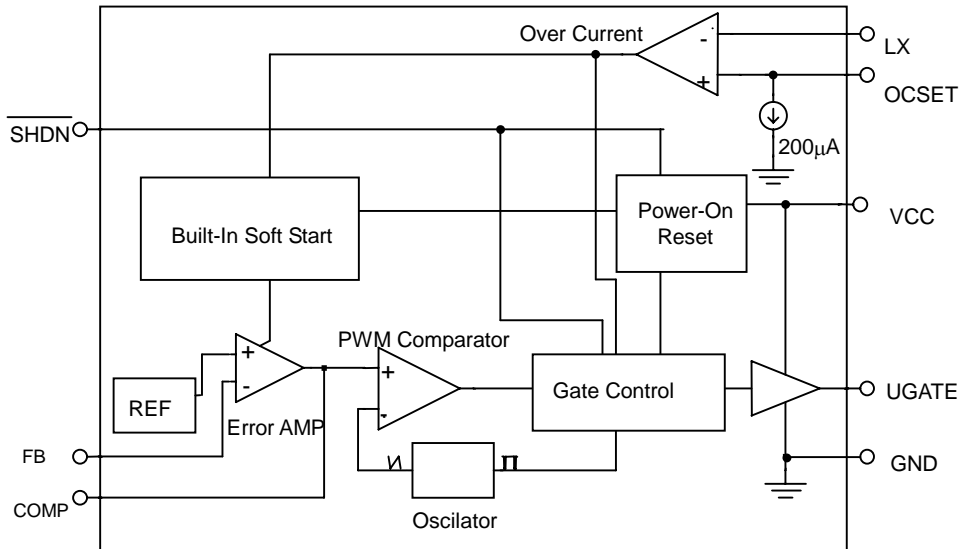 Over Current
-
LX
+
OCSET
SHDN
200μA
Power-On
Reset
VCC
Built-In Soft Start
PWM Comparator
+
-
REF
Error AMP
+
-
Gate Control
UGATE
FB
GND
COMP
Oscilator